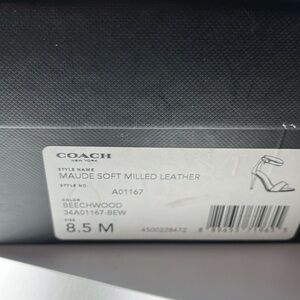 COACH
NEW YORK
STYLE NAME
MAUDE SOFT MILLED LEATHER
STYLE NO.
A01167
COLOR
BEECHWOOD
34A01167-BEW
SIZE
8.5 M
6500228472